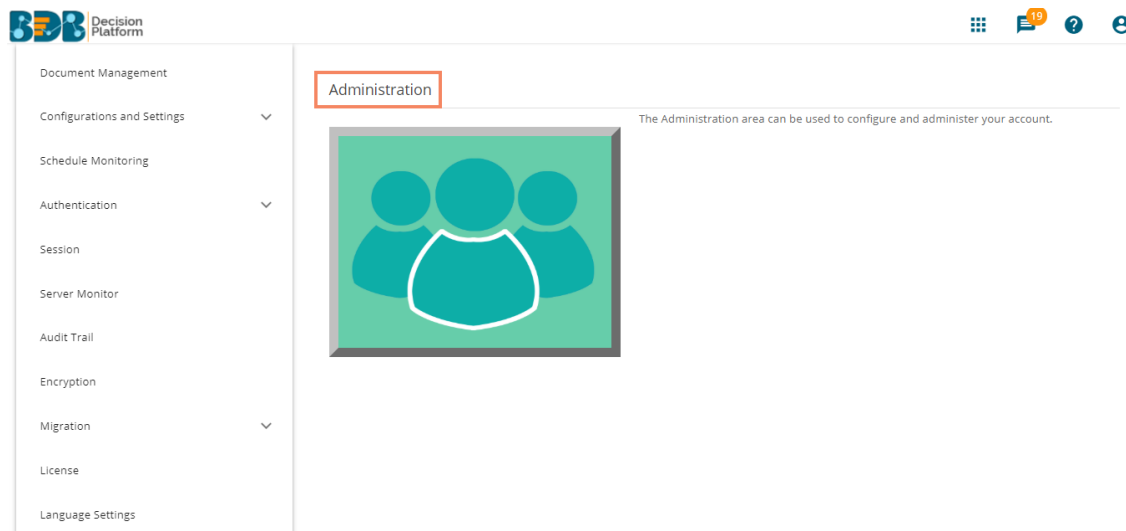 BDB Decision
Platform
19
Document Management
Configurations and Settings
Schedule Monitoring
Authentication
Session
Server Monitor
Audit Trail
Encryption
Migration
License
Language Settings
Administration
The Administration area can be used to configure and administer your account.